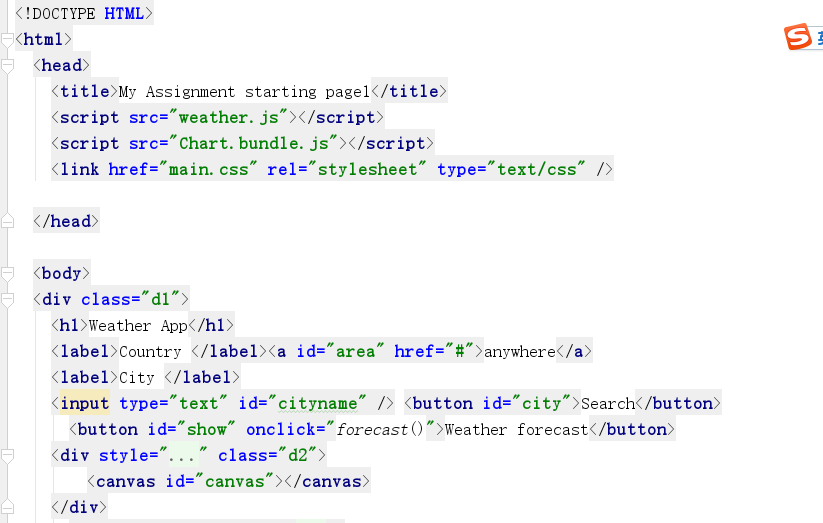 <!DOCTYPE HTML>
<html>
<head>
<title>My Assignment starting page1</title>
<script src="weather.js"></script>
<script src="Chart.bundle.js"></script>
<link href="main.css" rel="stylesheet" type="text/css" />
</head>
<body>
<div class="d1">
<h1>Weather App</h1>
<label>Country </label><a id="area" href="#">anywhere</a>
<label>City </label>
<input type="text" id="cityname" /> <button id="city">Search</button>
<button id="show" onclick="forecast()">Weather forecast</button>
<div style="..." class="d2">
<canvas id="canvas"></canvas>
</div>